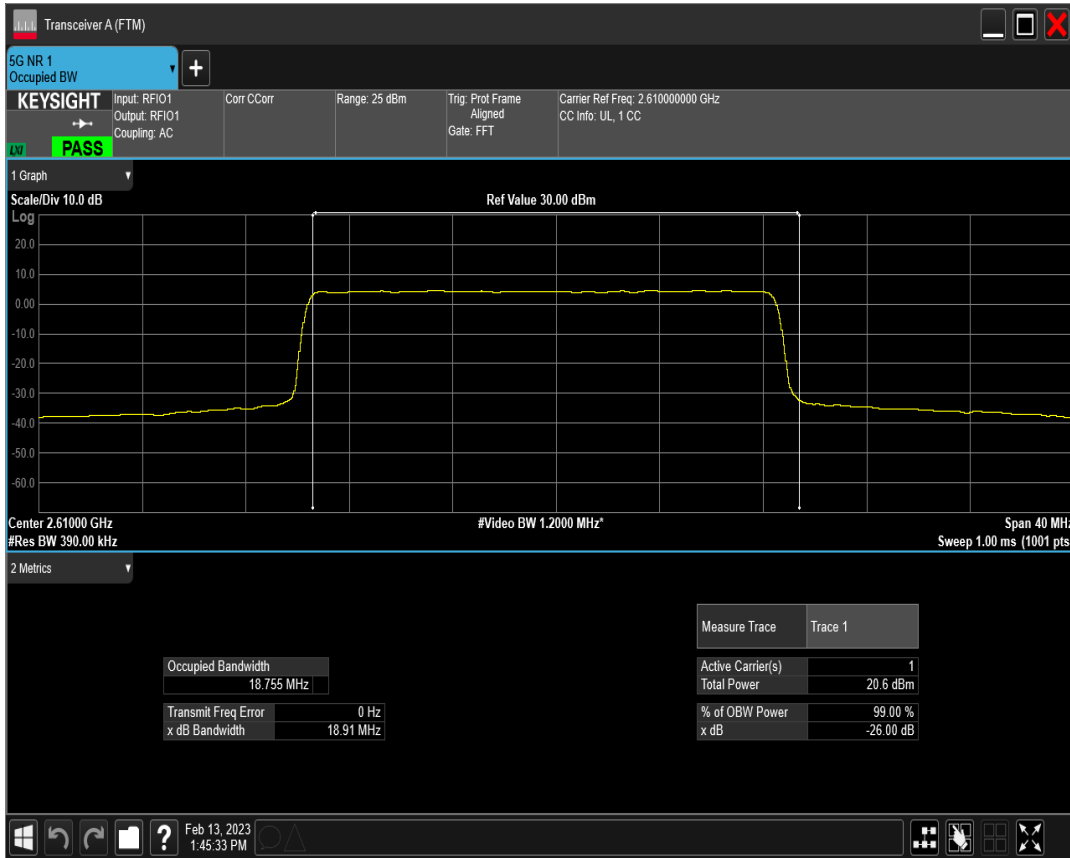 Transceiver A (FTM)
5G NR 1
Occupied BW
+
KEYSIGHT
LXI
PASS
Input: RFIO1
Output: RFIO1
Coupling: AC
Corr CCorr
Range: 25 dBm
Trig: Prot Frame
Aligned
Gate: FFT
Carrier Ref Freq: 2.610000000 GHz
CC Info: UL, 1 CC
1 Graph
Scale/Div 10.0 dB
Ref Value 30.00 dBm
Log
20.0
10.0
0.00
-10.0
-20.0
-30.0
-40.0
-50.0
-60.0
Center 2.61000 GHz
#Video BW 1.2000 MHz*
Span 40 MHz
#Res BW 390.00 kHz
Sweep 1.00 ms (1001 pts
2 Metrics
Measure Trace Trace 1
Occupied Bandwidth
18.755 MHz
Active Carrier(s) 1
Total Power 20.6 dBm
Transmit Freq Error 0 Hz
x dB Bandwidth 18.91 MHz
% of OBW Power 99.00 %
x dB -26.00 dB
?
Feb 13, 2023
1:45:33 PM